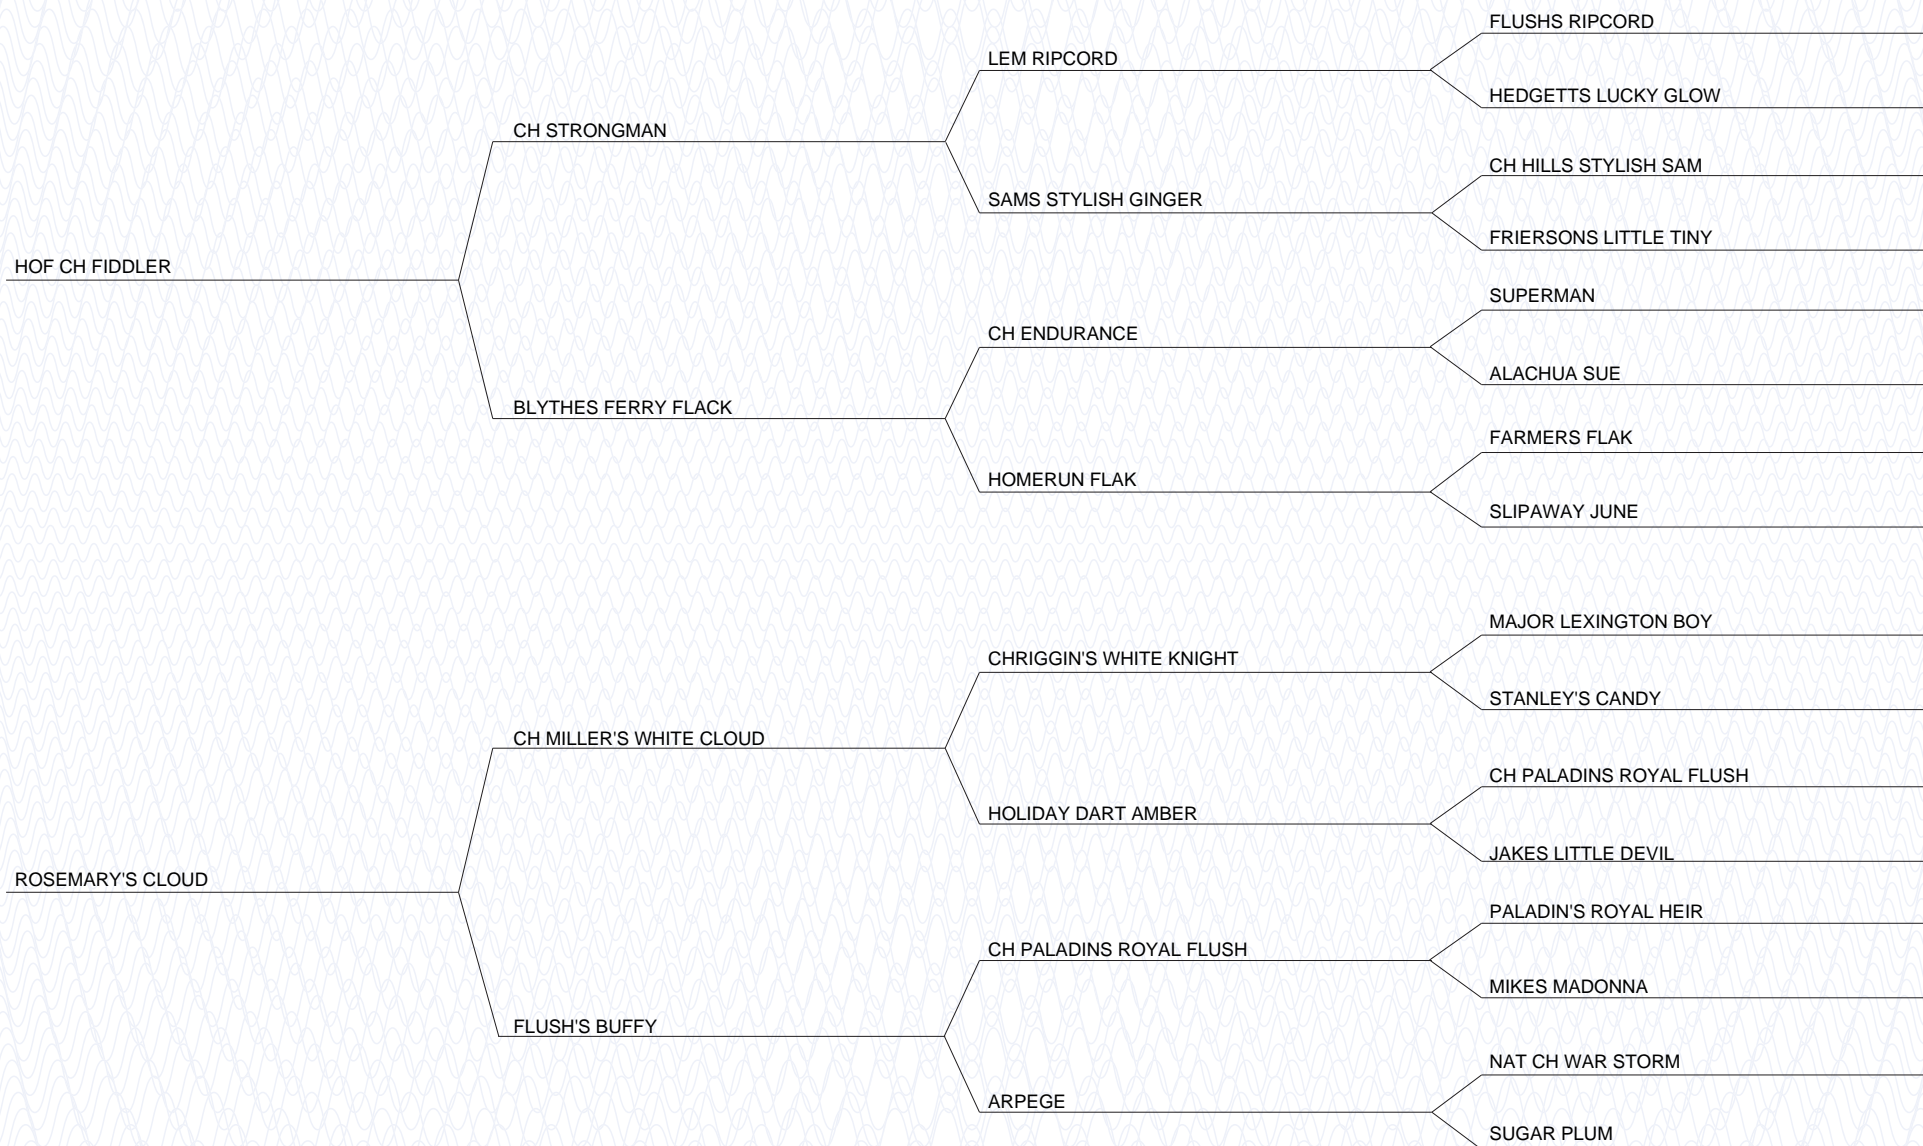 FLUSHS RIPCORD
LEM RIPCORD
HEDGETTS LUCKY GLOW
CH STRONGMAN
CH HILLS STYLISH SAM
SAMS STYLISH GINGER
FRIERSONS LITTLE TINY
HOF CH FIDDLER
SUPERMAN
CH ENDURANCE
ALACHUA SUE
BLYTHES FERRY FLACK
FARMERS FLAK
HOMERUN FLAK
SLIPAWAY JUNE
MAJOR LEXINGTON BOY
CHRIGGIN'S WHITE KNIGHT
STANLEY'S CANDY
CH MILLER'S WHITE CLOUD
CH PALADINS ROYAL FLUSH
HOLIDAY DART AMBER
JAKES LITTLE DEVIL
ROSEMARY'S CLOUD
PALADIN'S ROYAL HEIR
CH PALADINS ROYAL FLUSH
MIKES MADONNA
FLUSH'S BUFFY
NAT CH WAR STORM
ARPEGE
SUGAR PLUM